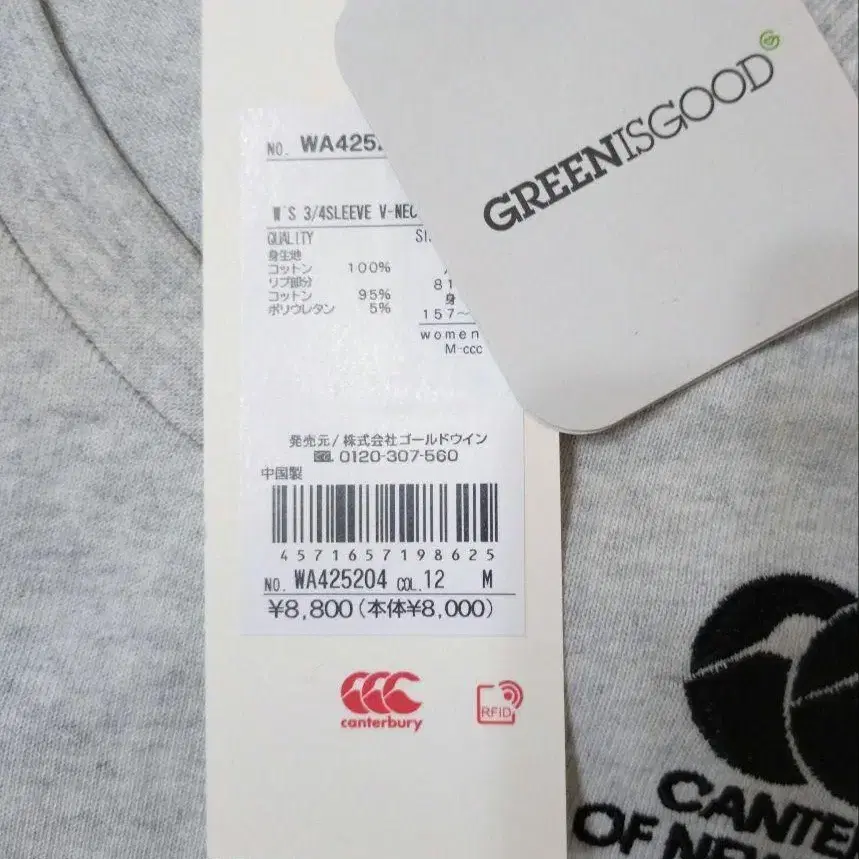 GREENISGOOD
NO. WA425
W'S 3/4SLEEVE V-NEC
QUALITY
身生地
コットン 100%
リブ部分 81
コットン 95% 身
ポリウレタン 5% 157~
women
M-ccc
発売元/株式会社ゴールドウイン
0120-307-560
中国製
4571657198625
NO. WA425204 COL. 12 M
¥8,800(本体¥8,000)
canterbury
RFID
CANTE
OF NEW